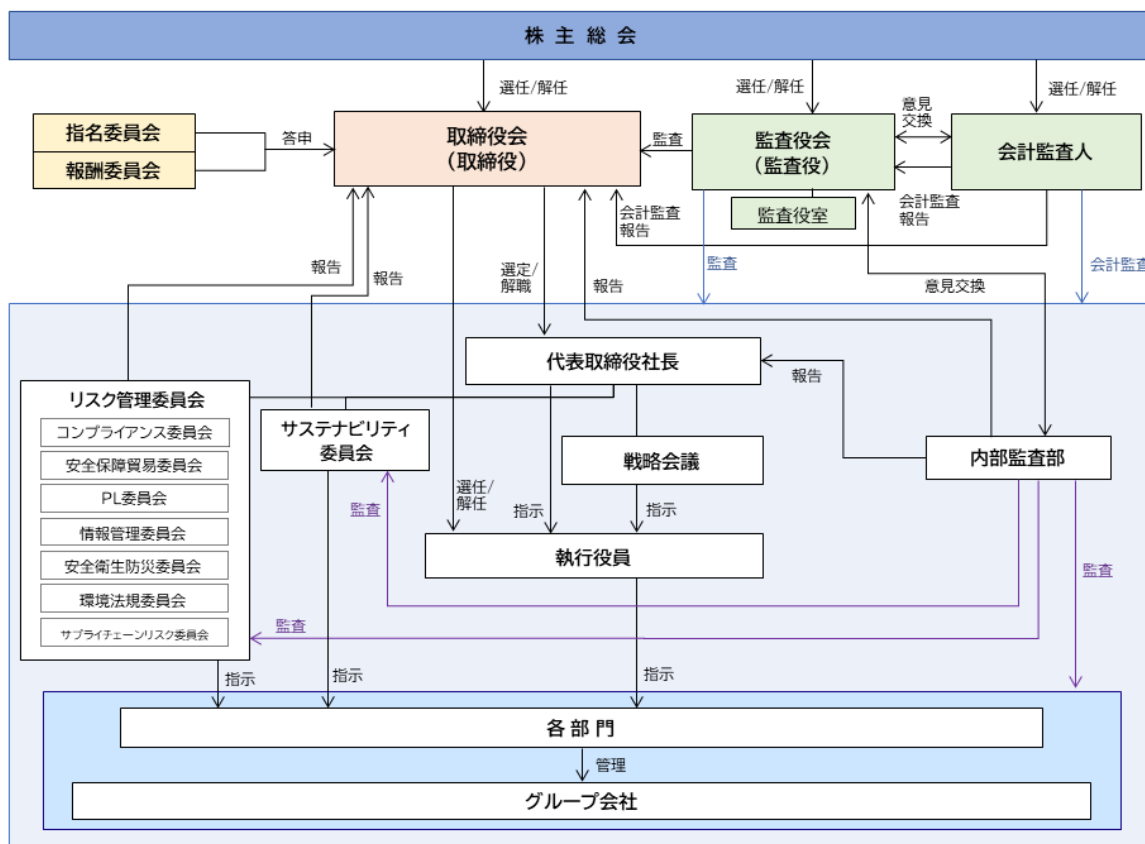 株 主 総 会
選任/解任
選任/解任
選任/解任
指名委員会
報酬委員会
答申
取締役会
(取締役)
監査
監査役会
(監査役)
監査役室
意見
交換
会計監査人
会計監査
報告
会計監査
報告
報告
報告
選定/
解職
報告
監査
意見交換
会計監査
代表取締役社長
報告
リスク管理委員会
コンプライアンス委員会
安全保障貿易委員会
PL委員会
情報管理委員会
安全衛生防災委員会
環境法規委員会
サプライチェーンリスク委員会
サステナビリティ
委員会
戦略会議
内部監査部
監査
選任/
解任
指示
指示
執行役員
監査
監査
指示
指示
指示
各 部 門
管理
グループ会社